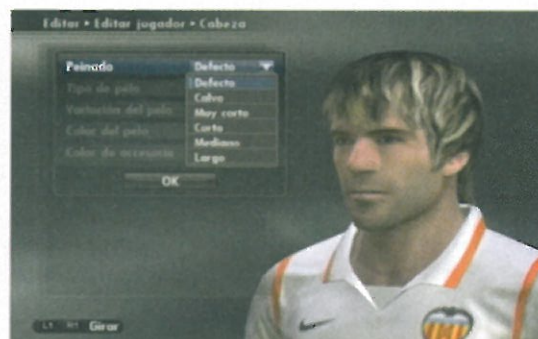 Editar • Editar jugador • Cabeza
Peinado Defecto
Defecto
Tipo de pelo
Calvo
Variación del pelo Muy corto
Color del pelo Corto
Mediano
Color de accesorio
Largo
OK
L1 R1 Girar